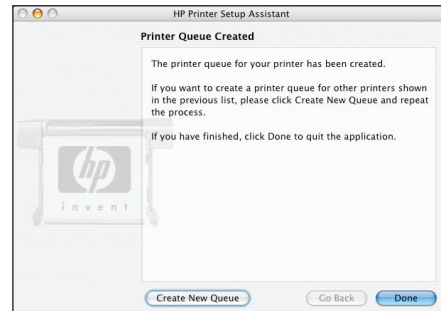 HP Printer Setup Assistant
Printer Queue Created
The printer queue for your printer has been created.
If you want to create a printer queue for other printers shown
in the previous list, please click Create New Queue and repeat
the process.
If you have finished, click Done to quit the application.
hp
invent
Create New Queue
Go Back
Done